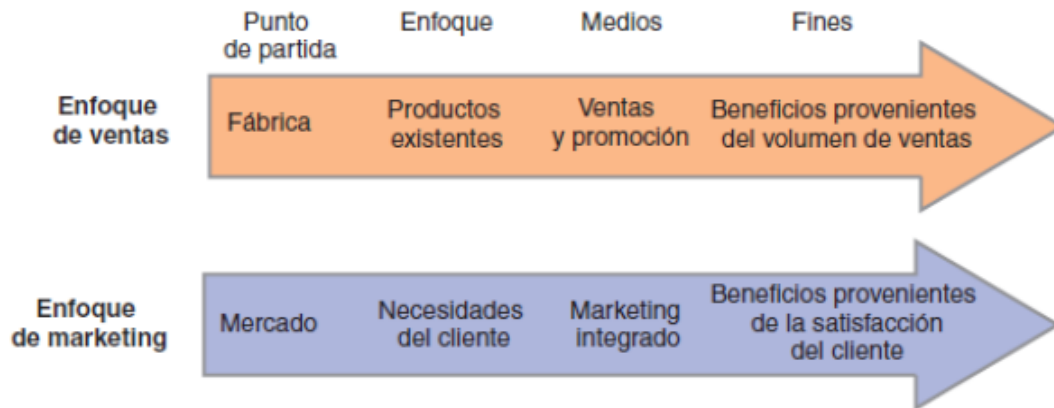 Punto
de partida
Enfoque
Medios
Fines
Enfoque
de ventas
Fábrica
Productos
existentes
Ventas
y promoción
Beneficios provenientes
del volumen de ventas
Enfoque
de marketing
Mercado
Necesidades
del cliente
Marketing
integrado
Beneficios provenientes
de la satisfacción
del cliente